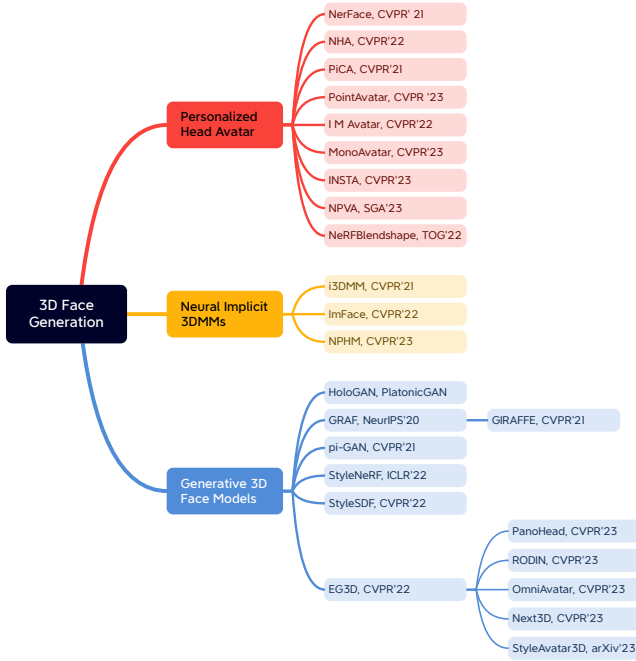 NerFace, CVPR' 21
NHA, CVPR'22
PiCA, CVPR'21
PointAvatar, CVPR '23
I M Avatar, CVPR'22
MonoAvatar, CVPR'23
INSTA, CVPR'23
NPVA, SGA'23
NeRFBlendshape, TOG'22
Personalized
Head Avatar
3D Face
Generation
Neural Implicit
3DMMs
i3DMM, CVPR'21
ImFace, CVPR'22
NPHM, CVPR'23
Generative 3D
Face Models
HoloGAN, PlatonicGAN
GRAF, NeurIPS'20
GIRAFFE, CVPR'21
pi-GAN, CVPR'21
StyleNeRF, ICLR'22
StyleSDF, CVPR'22
EG3D, CVPR'22
PanoHead, CVPR'23
RODIN, CVPR'23
OmniAvatar, CVPR'23
Next3D, CVPR'23
StyleAvatar3D, arXiv'23